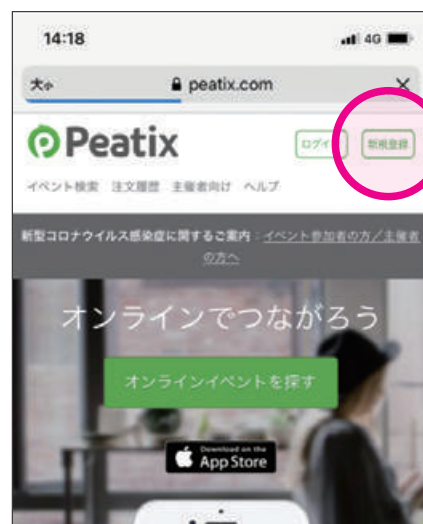 14:18
4G
大小
peatix.com
Peatix
ログイ
新規登録
イベント検索 注文履歴 主催者向け ヘルプ
新型コロナウイルス感染症に関するご案内：イベント参加者の方／主催者
の方へ
オンラインでつながろう
オンラインイベントを探す
Download on the
App Store